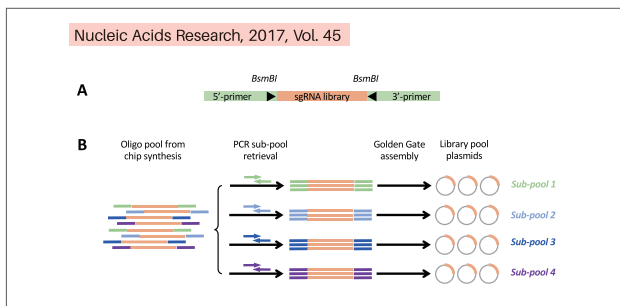 Nucleic Acids Research, 2017, Vol. 45
BsmBI BsmBI
A
5'-primer sgRNA library 3'-primer
B
Oligo pool from
chip synthesis
PCR sub-pool
retrieval
Golden Gate
assembly
Library pool
plasmids
Sub-pool 1
Sub-pool 2
Sub-pool 3
Sub-pool 4